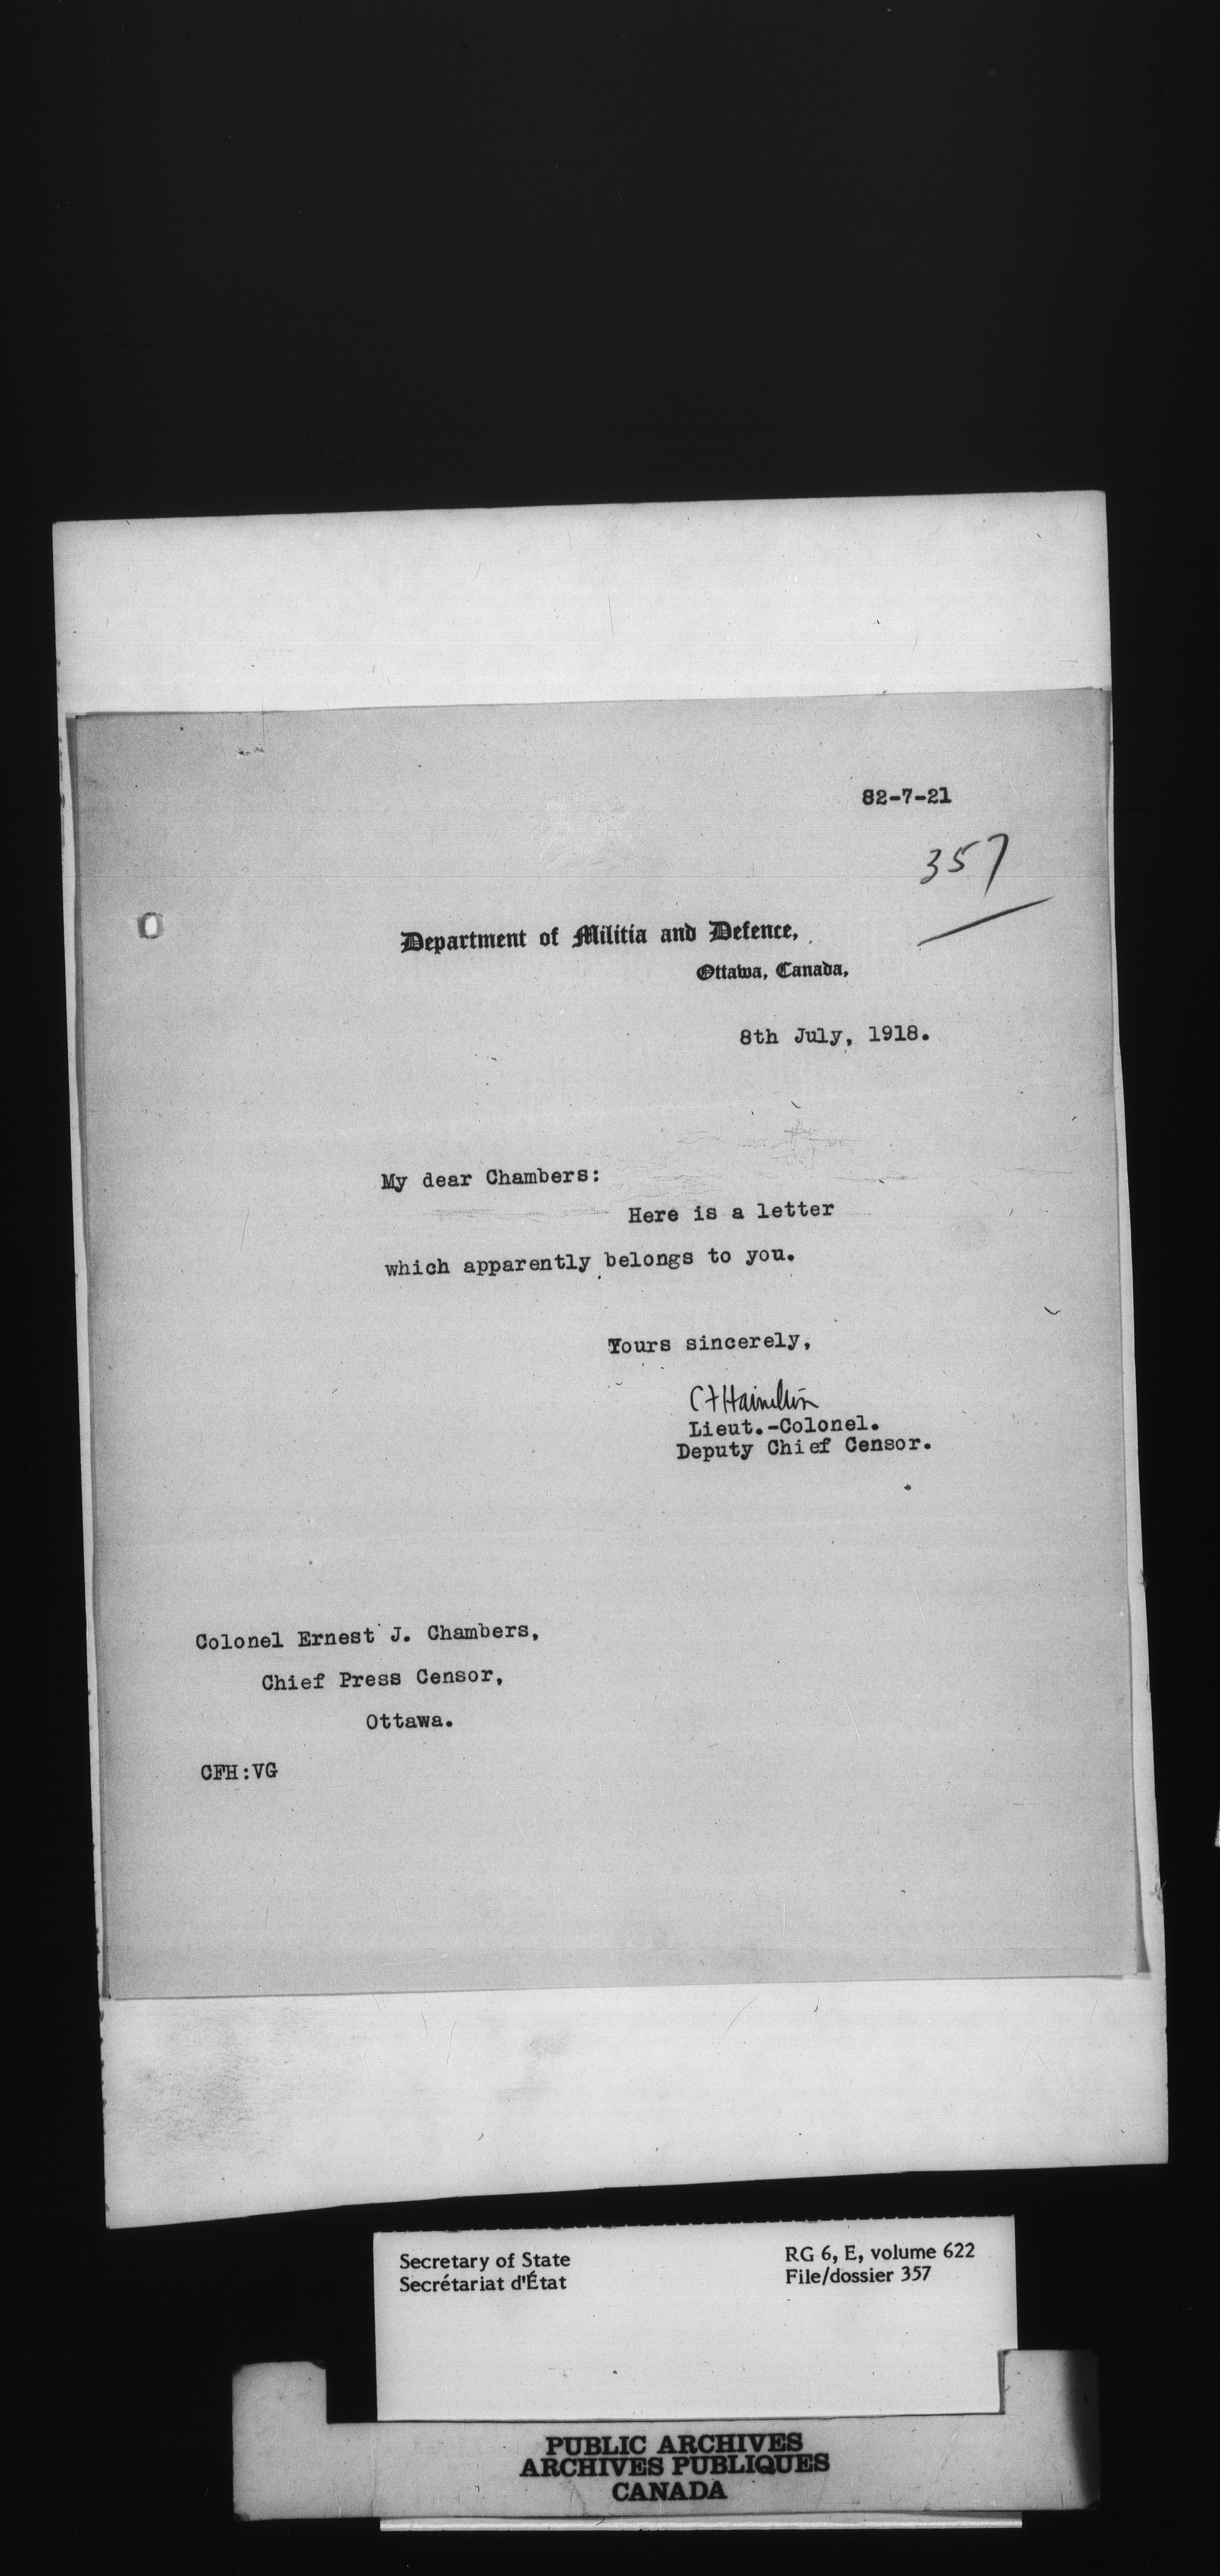 82-7-21
357
Department of Militia and Defence,
Ottawa, Canada,
8th July, 1918.
My dear Chambers:
Here is a letter
which apparently belongs to you.
Yours sincerely,
CFHamilton
Lieut.-Colonel.
Deputy Chief Censor.
Colonel Ernest J. Chambers,
Chief Press Censor,
Ottawa.
CFH:VG
Secretary of State
Secrétariat d'État
RG 6, E, volume 622
File/dossier 357
PUBLIC ARCHIVES
ARCHIVES PUBLIQUES
CANADA